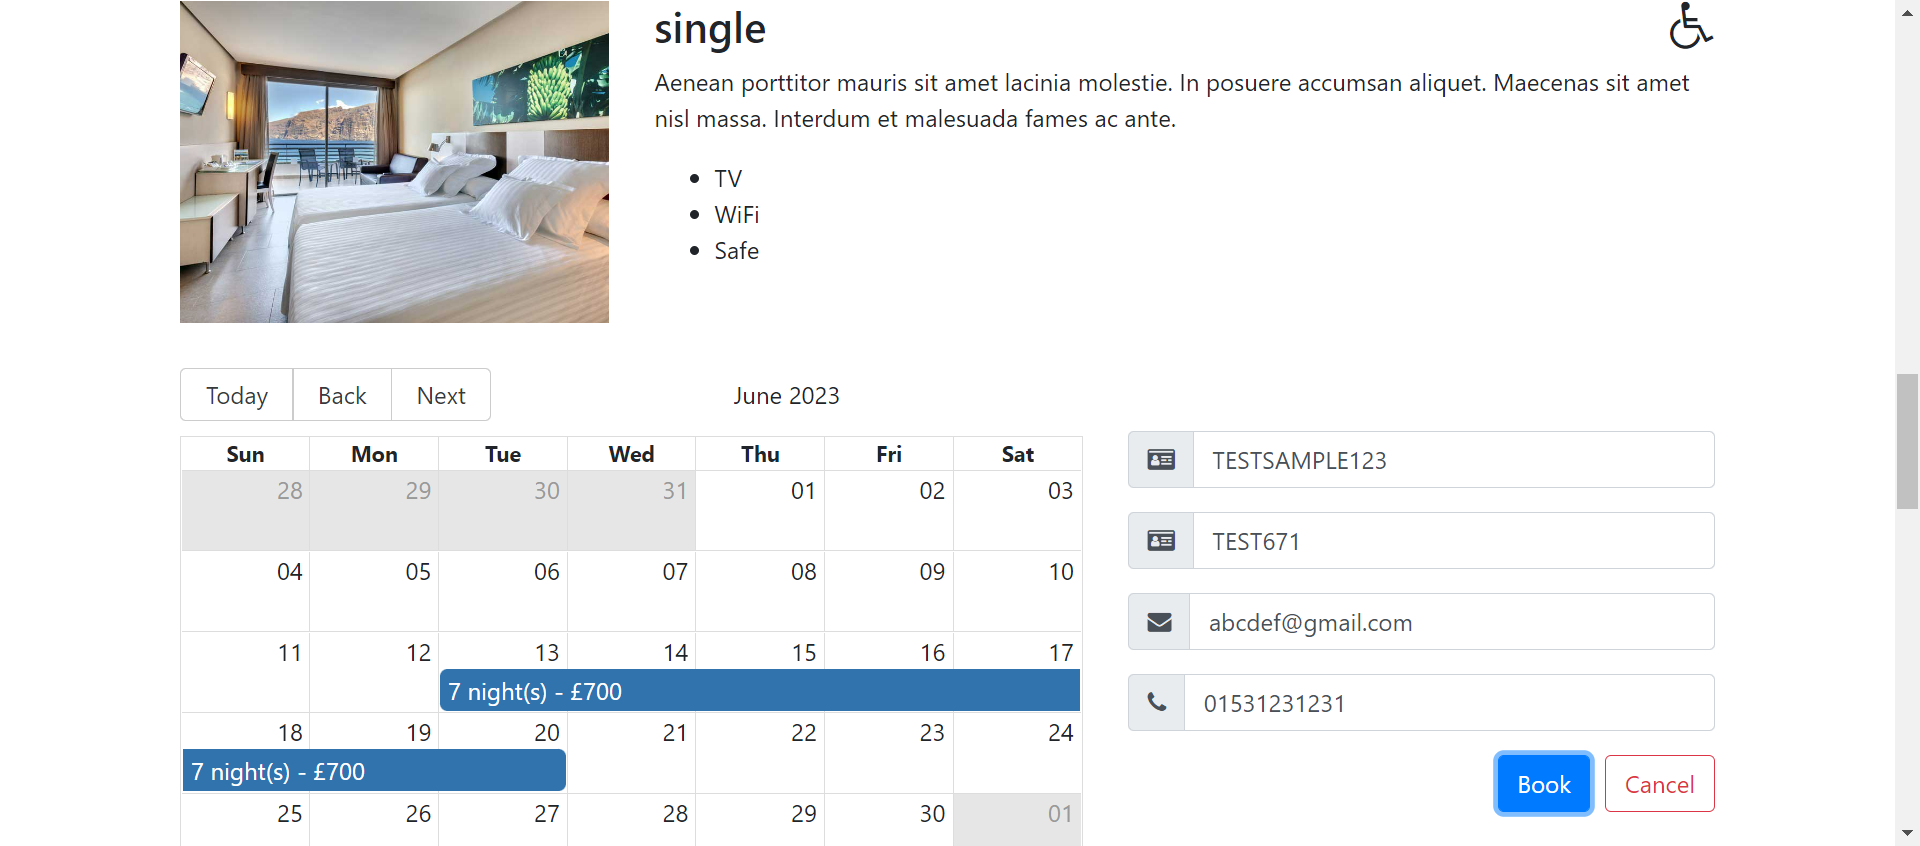 single
Aenean porttitor mauris sit amet lacinia molestie. In posuere accumsan aliquet. Maecenas sit amet
nisl massa. Interdum et malesuada fames ac ante.
TV
WiFi
Safe
Today Back Next
June 2023
Sun Mon Tue Wed Thu Fri Sat
28 29 30 31 01 02 03
04 05 06 07 08 09 10
11 12 13 14 15 16 17
7 night(s) - £700
18 19 20 21 22 23 24
7 night(s) - £700
25 26 27 28 29 30 01
TESTSAMPLE123
TEST671
abcdef@gmail.com
01531231231
Book Cancel